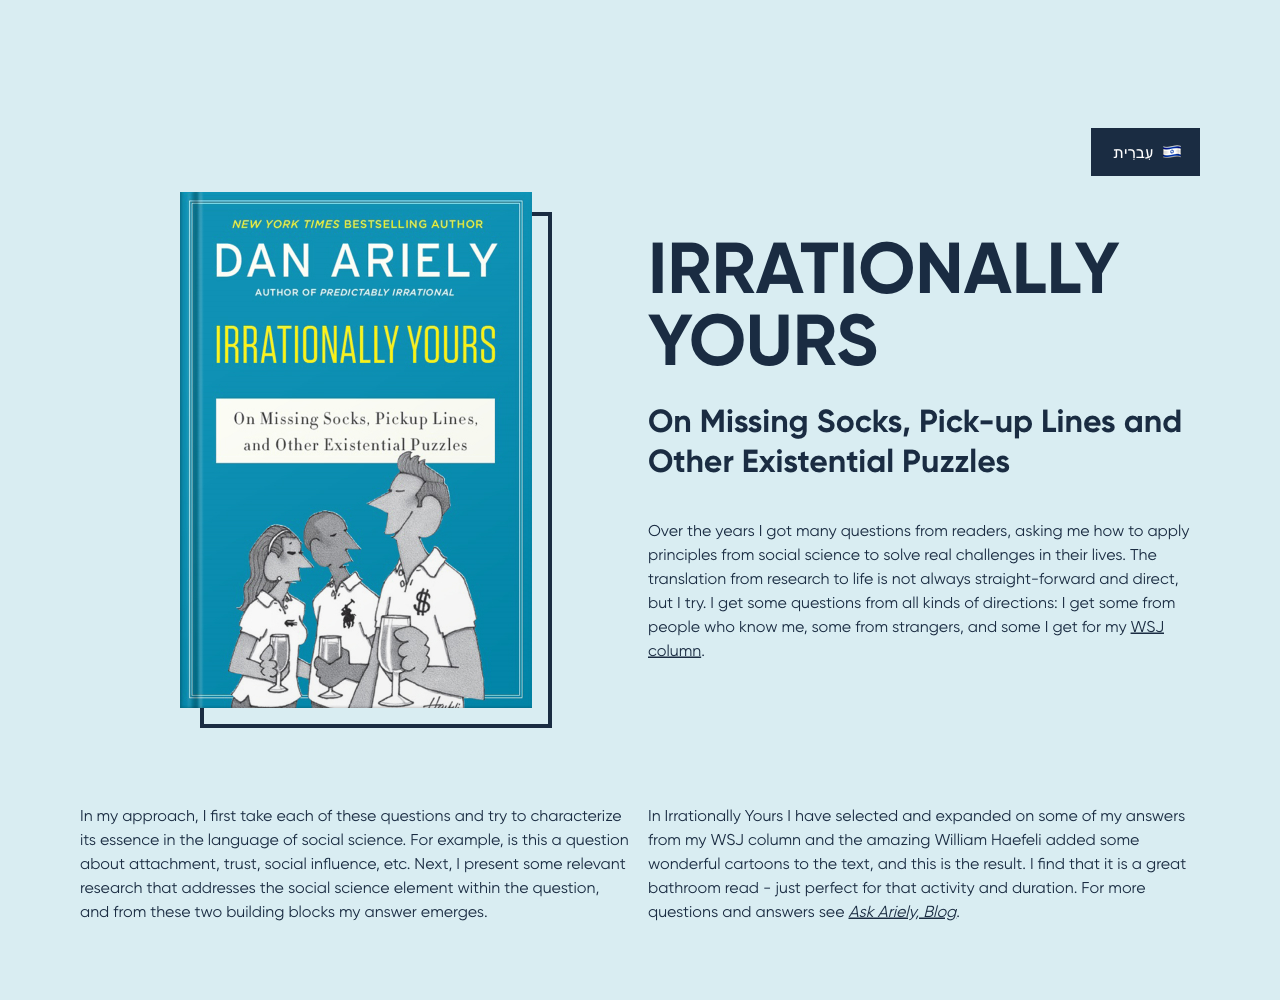 עִברִית
NEW YORK TIMES BESTSELLING AUTHOR
DAN ARIELY
AUTHOR OF PREDICTABLY IRRATIONAL
IRRATIONALLY YOURS
On Missing Socks, Pickup Lines,
and Other Existential Puzzles
IRRATIONALLY
YOURS
On Missing Socks, Pick-up Lines and
Other Existential Puzzles
Over the years I got many questions from readers, asking me how to apply
principles from social science to solve real challenges in their lives. The
translation from research to life is not always straight-forward and direct,
but I try. I get some questions from all kinds of directions: I get some from
people who know me, some from strangers, and some I get for my WSJ
column.
In my approach, I first take each of these questions and try to characterize
its essence in the language of social science. For example, is this a question
about attachment, trust, social influence, etc. Next, I present some relevant
research that addresses the social science element within the question,
and from these two building blocks my answer emerges.
In Irrationally Yours I have selected and expanded on some of my answers
from my WSJ column and the amazing William Haefeli added some
wonderful cartoons to the text, and this is the result. I find that it is a great
bathroom read - just perfect for that activity and duration. For more
questions and answers see Ask Ariely, Blog.